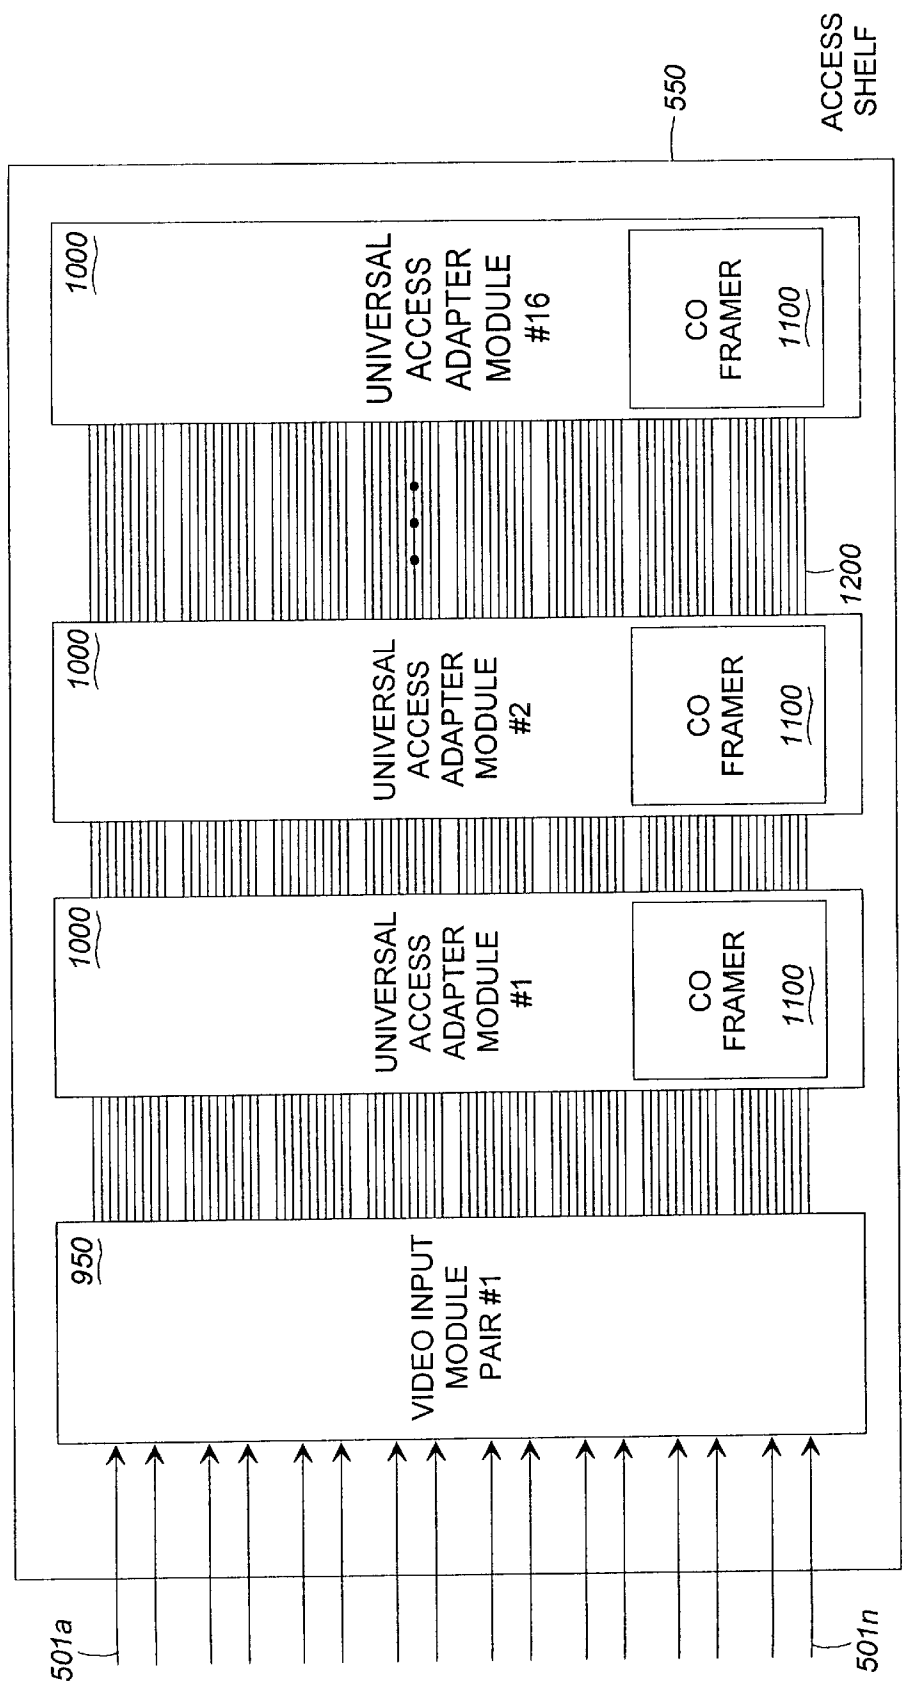 501a
501n
950
VIDEO INPUT
MODULE
PAIR #1
1000
UNIVERSAL
ACCESS
ADAPTER
MODULE
#1
CO
FRAMER
1100
1000
UNIVERSAL
ACCESS
ADAPTER
MODULE
#2
CO
FRAMER
1100
1200
1000
UNIVERSAL
ACCESS
ADAPTER
MODULE
#16
CO
FRAMER
1100
550
ACCESS
SHELF